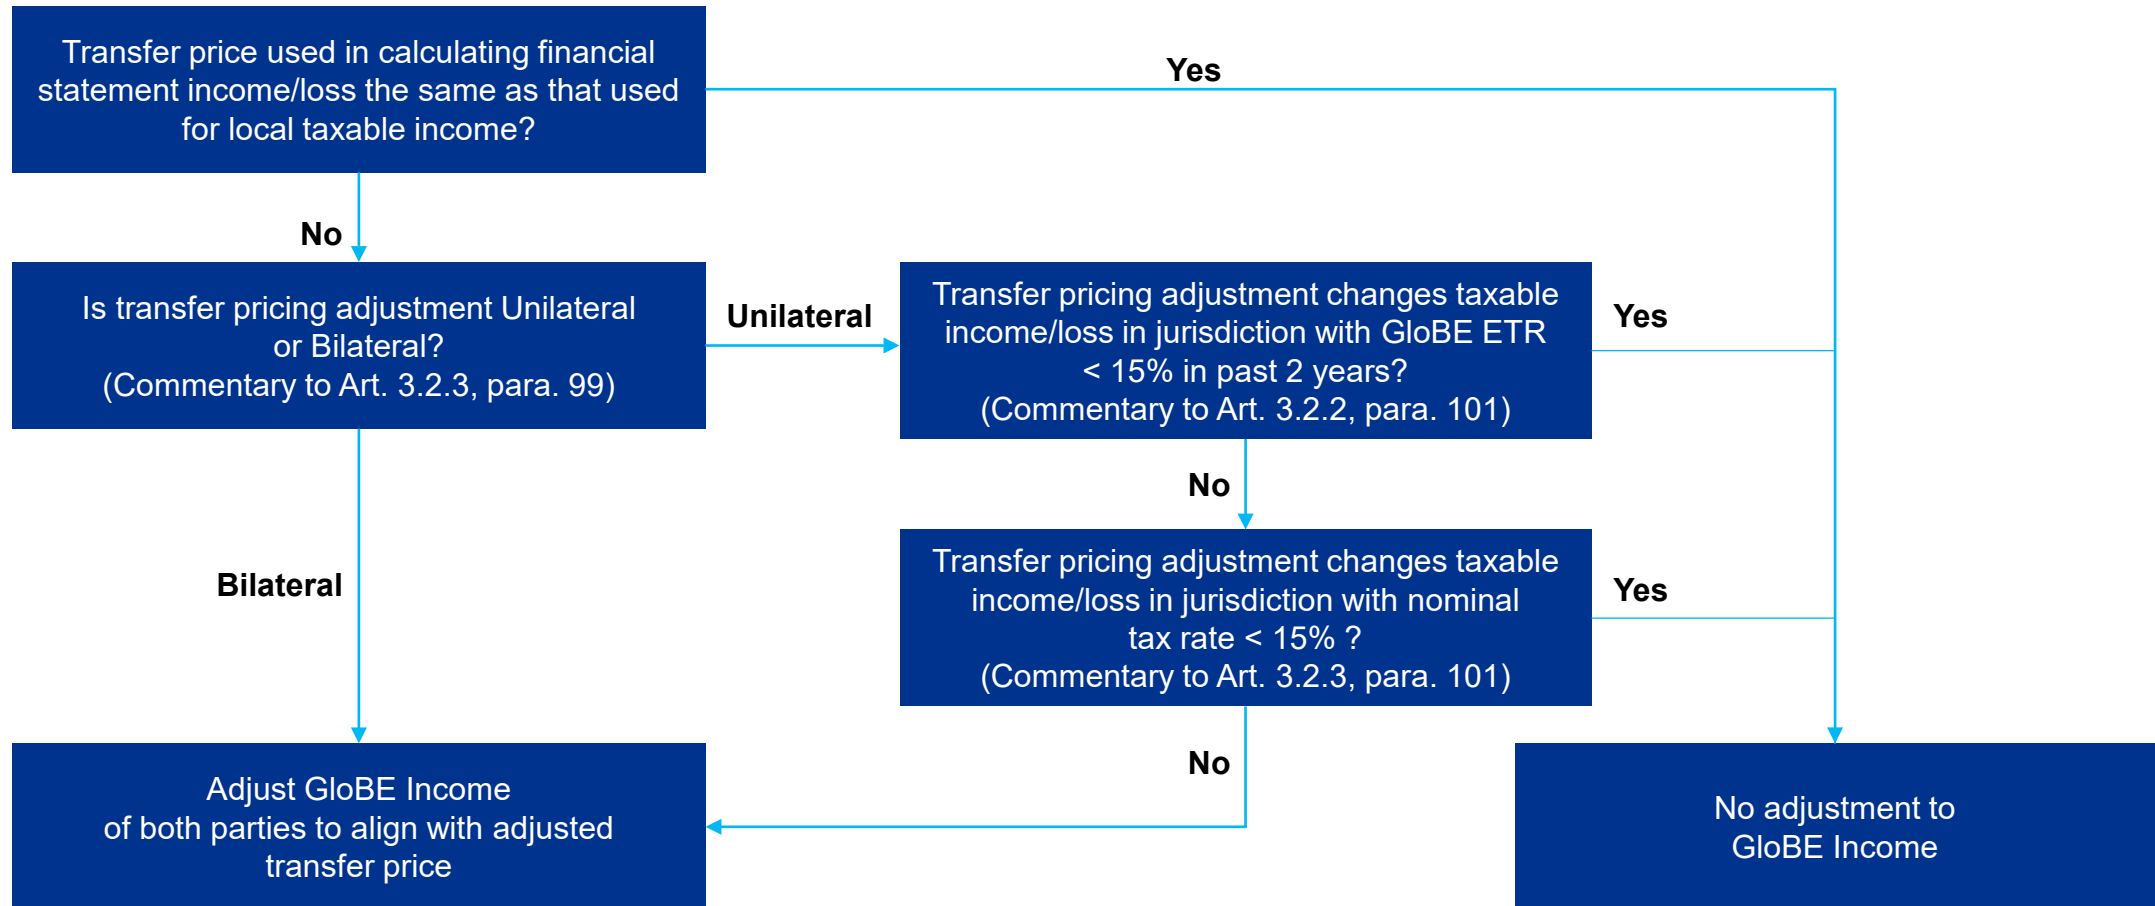 Transfer price used in calculating financial
statement income/loss the same as that used
for local taxable income?
Yes
No
Is transfer pricing adjustment Unilateral
or Bilateral?
(Commentary to Art. 3.2.3, para. 99)
Unilateral
Transfer pricing adjustment changes taxable
income/loss in jurisdiction with GloBE ETR
< 15% in past 2 years?
(Commentary to Art. 3.2.2, para. 101)
Yes
No
Bilateral
Transfer pricing adjustment changes taxable
income/loss in jurisdiction with nominal
tax rate < 15% ?
(Commentary to Art. 3.2.3, para. 101)
Yes
No
Adjust GloBE Income
of both parties to align with adjusted
transfer price
No adjustment to
GloBE Income